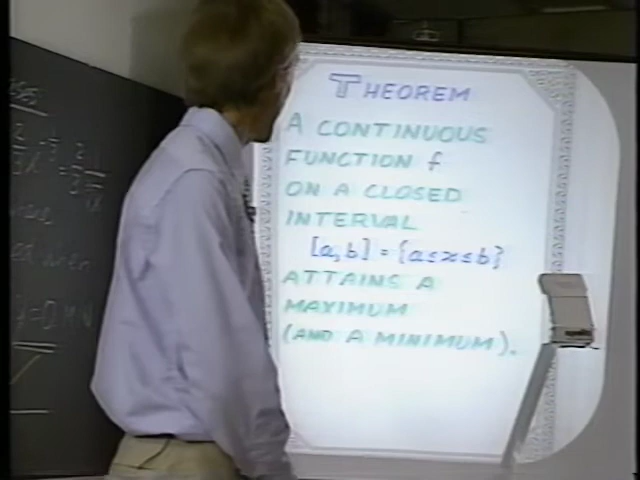 THEOREM
A CONTINUOUS
FUNCTION f
ON A CLOSED
INTERVAL
[a, b] = {a ≤ x ≤ b}
ATTAINS A
MAXIMUM
(AND A MINIMUM).